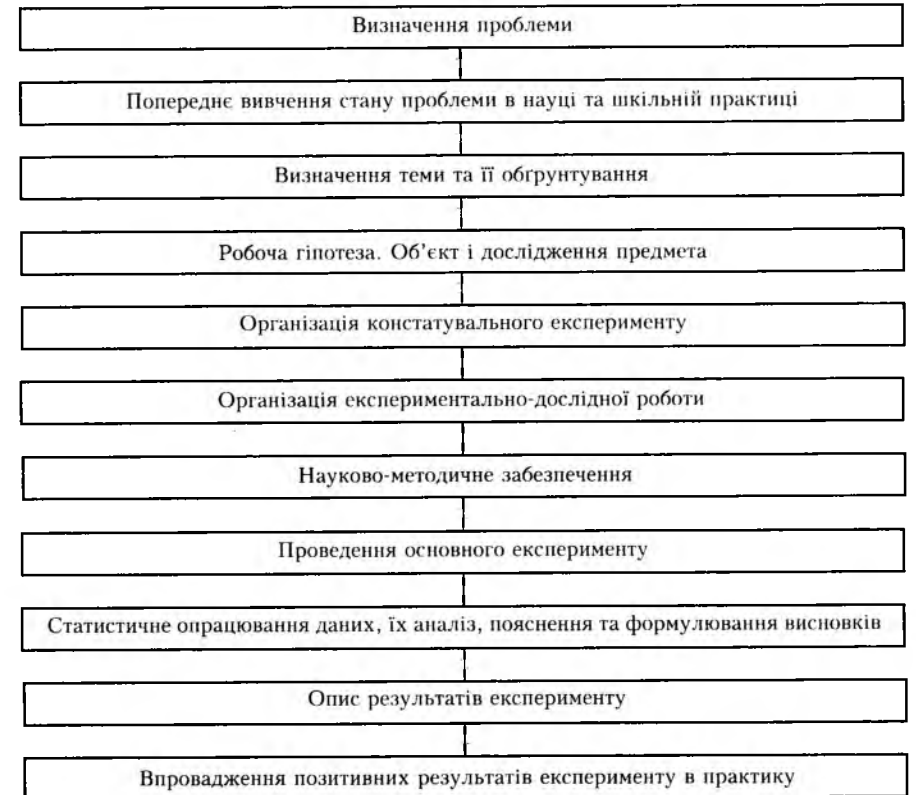 Визначення проблеми
Попереднє вивчення стану проблеми в науці та шкільній практиці
Визначення теми та її обґрунтування
Робоча гіпотеза. Об’єкт і дослідження предмета
Організація констатувального експерименту
Організація експериментально-дослідної роботи
Науково-методичне забезпечення
Проведення основного експерименту
Статистичне опрацювання даних, їх аналіз, пояснення та формулювання висновків
Опис результатів експерименту
Впровадження позитивних результатів експерименту в практику